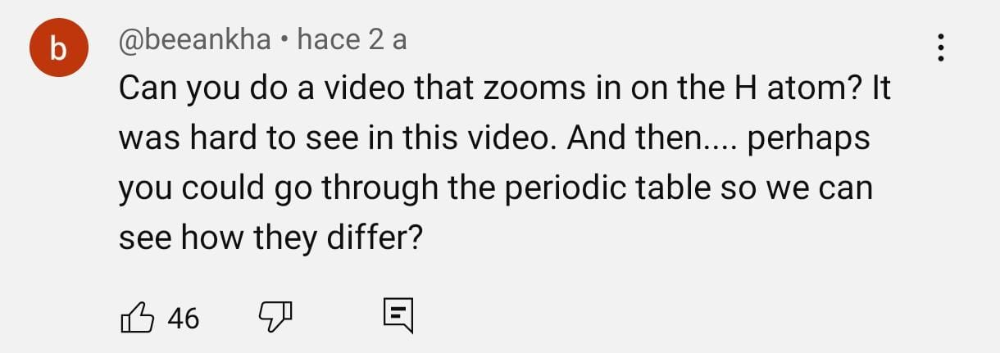 b
@beeankha • hace 2 a
Can you do a video that zooms in on the H atom? It
was hard to see in this video. And then.... perhaps
you could go through the periodic table so we can
see how they differ?
46